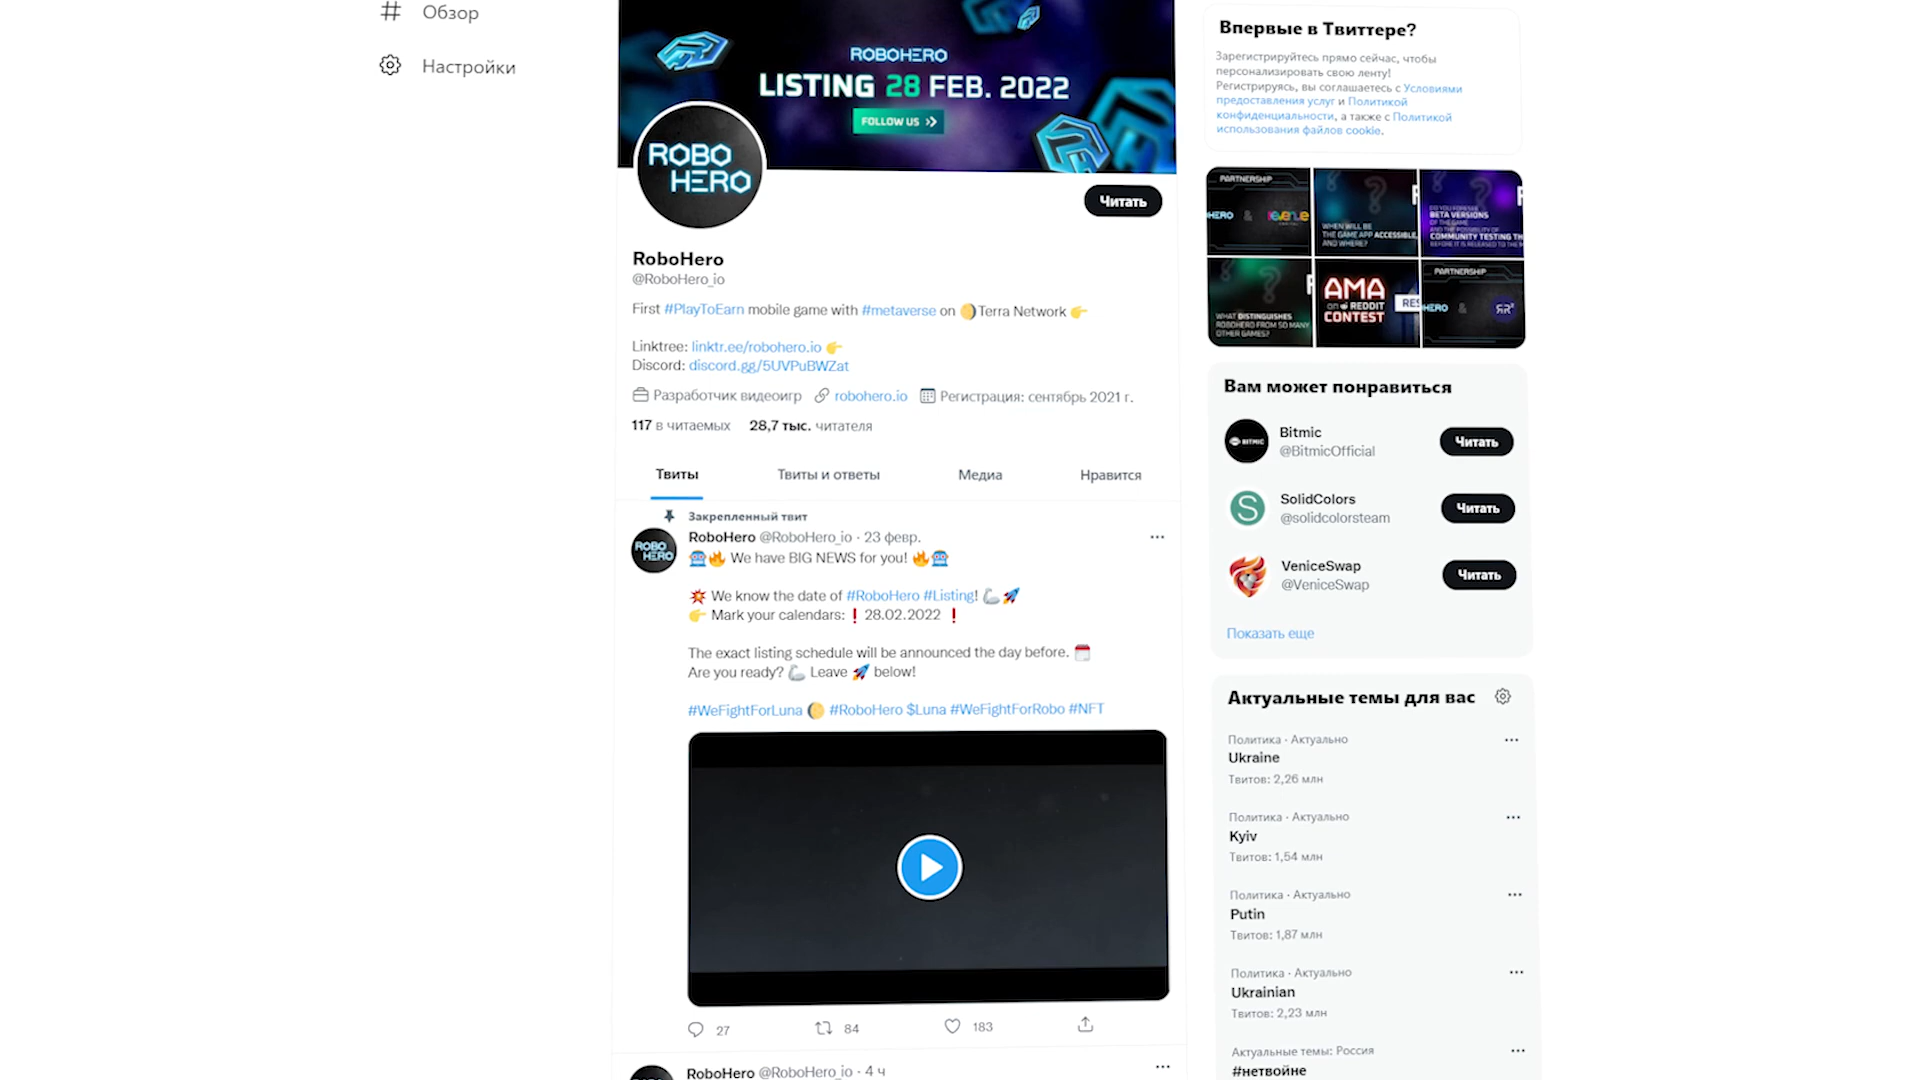 Обзор
Настройки
ROBOHERO
LISTING 28 FEB. 2022
FOLLOW US
ROBO
HERO
Читать
RoboHero
@RoboHero_io
First #PlayToEarn mobile game with #metaverse on Terra Network
Linktree: linktr.ee/robohero.io
Discord: discord.gg/5UVPuBWZat
Разработчик видеоигр robohero.io Регистрация: сентябрь 2021 г.
117 в читаемых 28,7 тыс. читателя
Твиты Твиты и ответы Медиа Нравится
Закрепленный твит
RoboHero @RoboHero_io · 23 февр.
ROBO
HERO
We have BIG NEWS for you!
We know the date of #RoboHero #Listing!
Mark your calendars: ❗ 28.02.2022 ❗
The exact listing schedule will be announced the day before.
Are you ready? Leave below!
#WeFightForLuna #RoboHero $Luna #WeFightForRobo #NFT
27 84 183
RoboHero @RoboHero_io · 4 ч
Впервые в Твиттере?
Зарегистрируйтесь прямо сейчас, чтобы
персонализировать свою ленту!
Регистрируясь, вы соглашаетесь с Условиями
предоставления услуг и Политикой
конфиденциальности, а также с Политикой
использования файлов cookie.
PARTNERSHIP
HERO &
WHEN WILL BE
THE GAME APP ACCESSIBLE,
AND WHERE?
DO YOU FORESEE
BETA VERSIONS
OF THE GAME
AND THE POSSIBILITY OF
COMMUNITY TESTING
BEFORE IT IS RELEASED TO THE
WHAT DISTINGUISHES
ROBOHERO FROM SO MANY
OTHER GAMES?
AMA
ON REDDIT
CONTEST
PARTNERSHIP
HERO &
Вам может понравиться
BITMIC
Bitmic
@BitmicOfficial
Читать
S
SolidColors
@solidcolorsteam
Читать
VeniceSwap
@VeniceSwap
Читать
Показать еще
Актуальные темы для вас
Политика · Актуально
Ukraine
Твитов: 2,26 млн
Политика · Актуально
Kyiv
Твитов: 1,54 млн
Политика · Актуально
Putin
Твитов: 1,87 млн
Политика · Актуально
Ukrainian
Твитов: 2,23 млн
Актуальные темы: Россия
#нетвойне